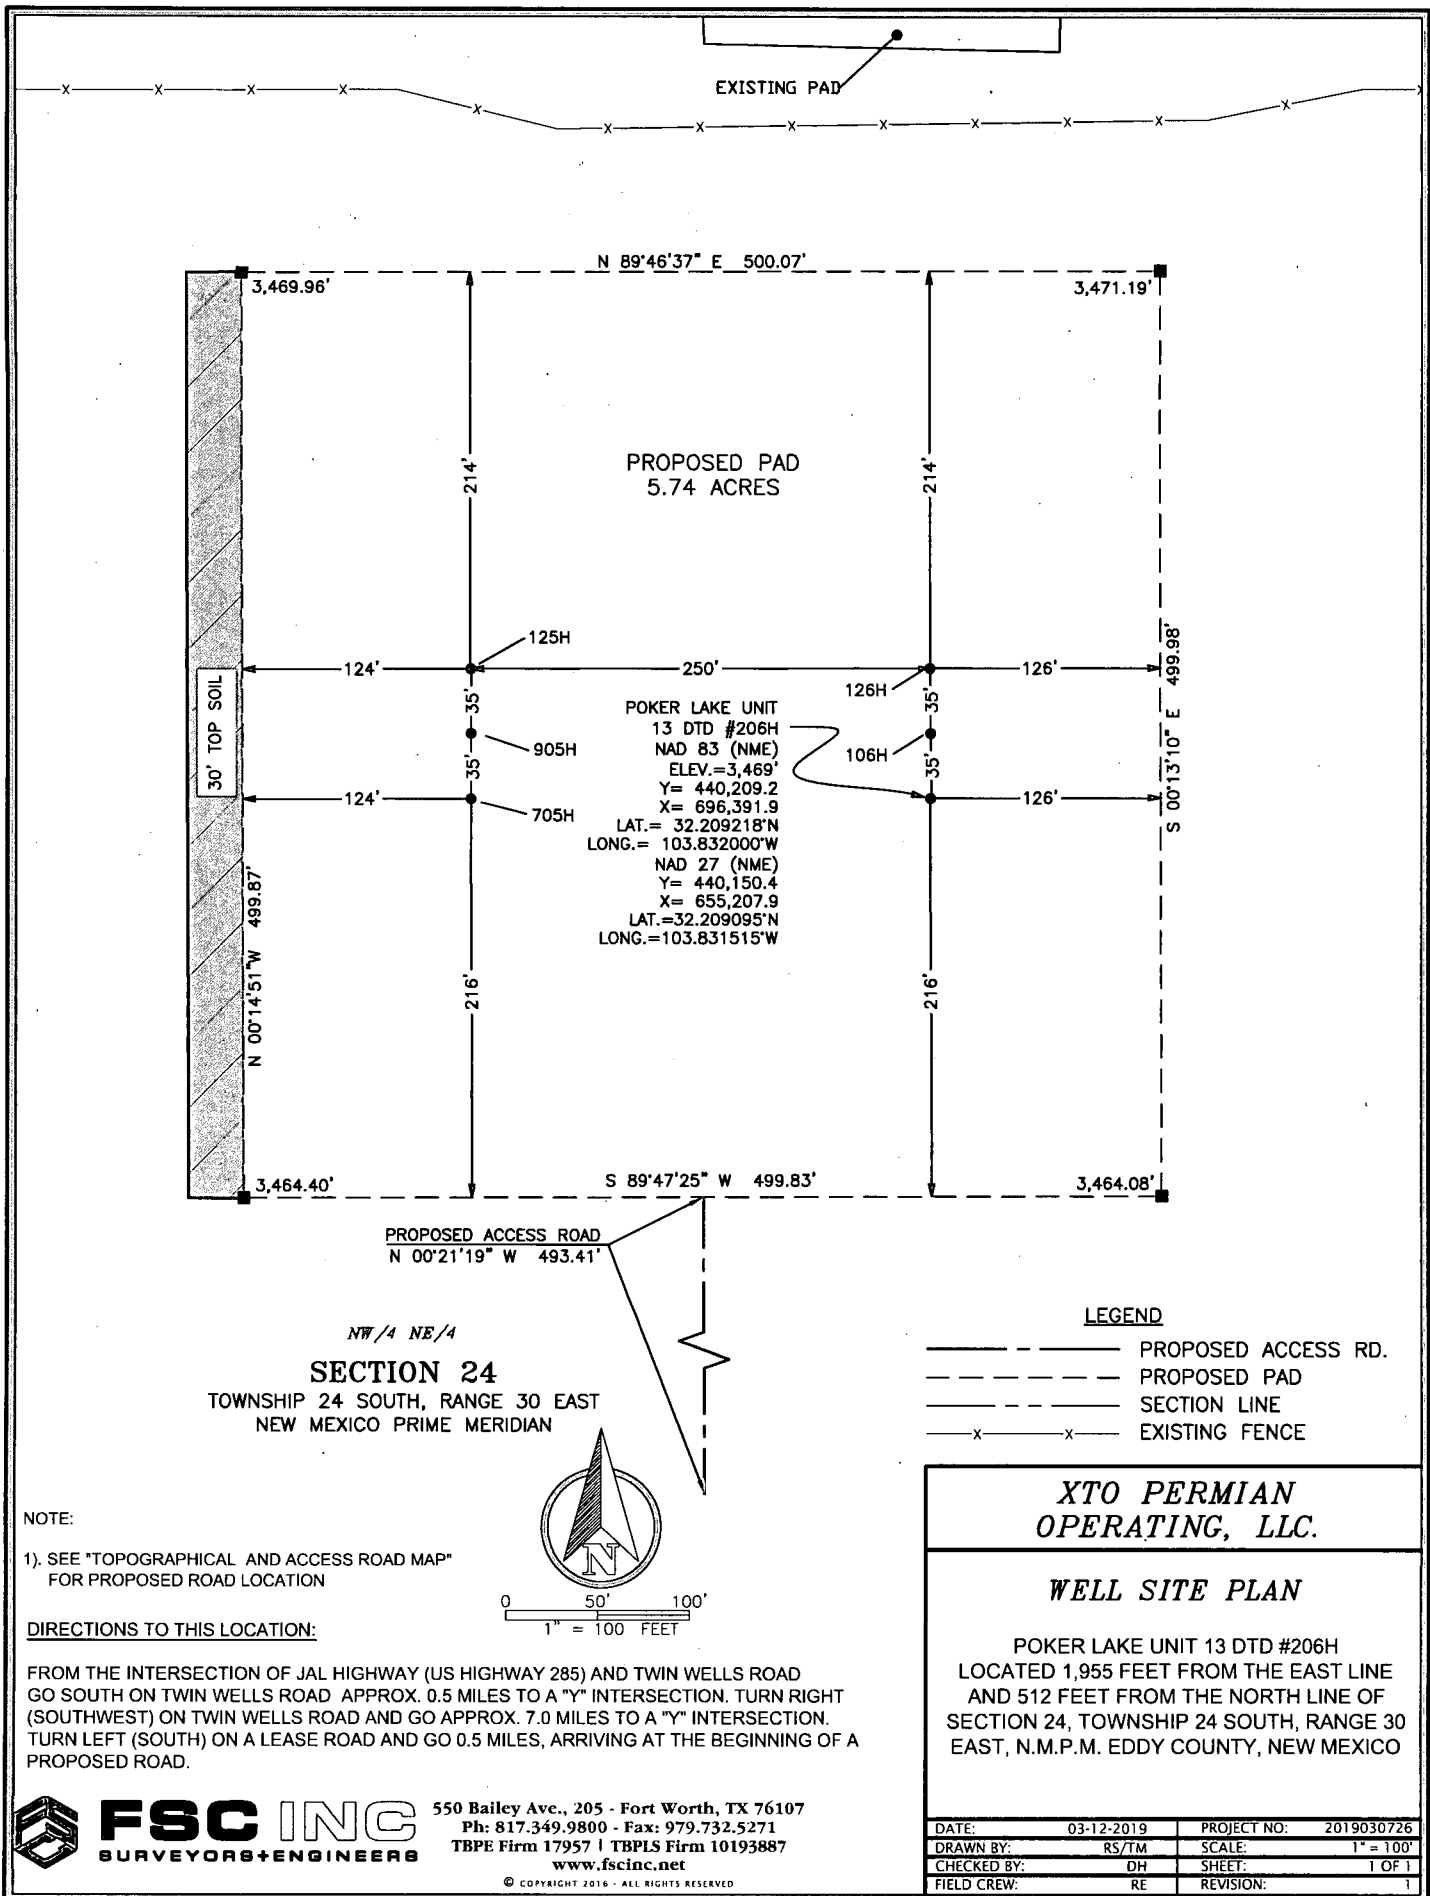 EXISTING PAD
N 89°46'37" E 500.07'
3,469.96'
3,471.19'
PROPOSED PAD
5.74 ACRES
214'
214'
125H
124'
250'
126'
126H
35'
35'
30' TOP SOIL
905H
106H
35'
35'
124'
705H
126'
POKER LAKE UNIT
13 DTD #206H
NAD 83 (NME)
ELEV.=3,469'
Y= 440,209.2
X= 696,391.9
LAT.= 32.209218°N
LONG.= 103.832000°W
NAD 27 (NME)
Y= 440,150.4
X= 655,207.9
LAT.=32.209095°N
LONG.=103.831515°W
S 00°13'10" E 499.98'
N 00°14'51"W 499.87'
216'
216'
3,464.40'
S 89°47'25" W 499.83'
3,464.08'
PROPOSED ACCESS ROAD
N 00°21'19" W 493.41'
NW/4 NE/4
SECTION 24
TOWNSHIP 24 SOUTH, RANGE 30 EAST
NEW MEXICO PRIME MERIDIAN
LEGEND
PROPOSED ACCESS RD.
PROPOSED PAD
SECTION LINE
X X EXISTING FENCE
N
0 50' 100'
1" = 100 FEET
NOTE:
1). SEE "TOPOGRAPHICAL AND ACCESS ROAD MAP"
FOR PROPOSED ROAD LOCATION
DIRECTIONS TO THIS LOCATION:
FROM THE INTERSECTION OF JAL HIGHWAY (US HIGHWAY 285) AND TWIN WELLS ROAD
GO SOUTH ON TWIN WELLS ROAD APPROX. 0.5 MILES TO A "Y" INTERSECTION. TURN RIGHT
(SOUTHWEST) ON TWIN WELLS ROAD AND GO APPROX. 7.0 MILES TO A "Y" INTERSECTION.
TURN LEFT (SOUTH) ON A LEASE ROAD AND GO 0.5 MILES, ARRIVING AT THE BEGINNING OF A
PROPOSED ROAD.
FSC INC
SURVEYORS+ENGINEERS
550 Bailey Ave., 205 - Fort Worth, TX 76107
Ph: 817.349.9800 - Fax: 979.732.5271
TBPE Firm 17957 | TBPLS Firm 10193887
www.fscinc.net
© COPYRIGHT 2016 - ALL RIGHTS RESERVED
XTO PERMIAN
OPERATING, LLC.
WELL SITE PLAN
POKER LAKE UNIT 13 DTD #206H
LOCATED 1,955 FEET FROM THE EAST LINE
AND 512 FEET FROM THE NORTH LINE OF
SECTION 24, TOWNSHIP 24 SOUTH, RANGE 30
EAST, N.M.P.M. EDDY COUNTY, NEW MEXICO
DATE: 03-12-2019 PROJECT NO: 2019030726
DRAWN BY: RS/TM SCALE: 1" = 100'
CHECKED BY: DH SHEET: 1 OF 1
FIELD CREW: RE REVISION: 1